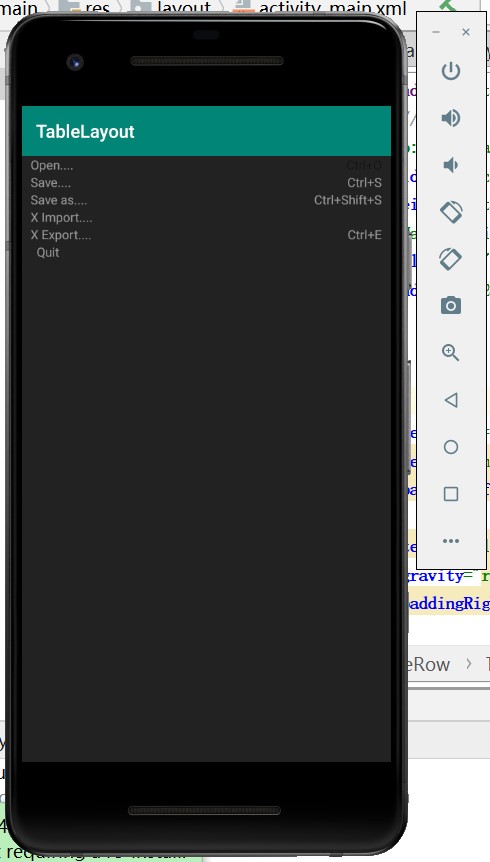 main res layout activity_main.xml
TableLayout
Open.... Ctrl+O
Save.... Ctrl+S
Save as.... Ctrl+Shift+S
X Import....
X Export.... Ctrl+E
Quit
gravity="r
paddingRig
eRow